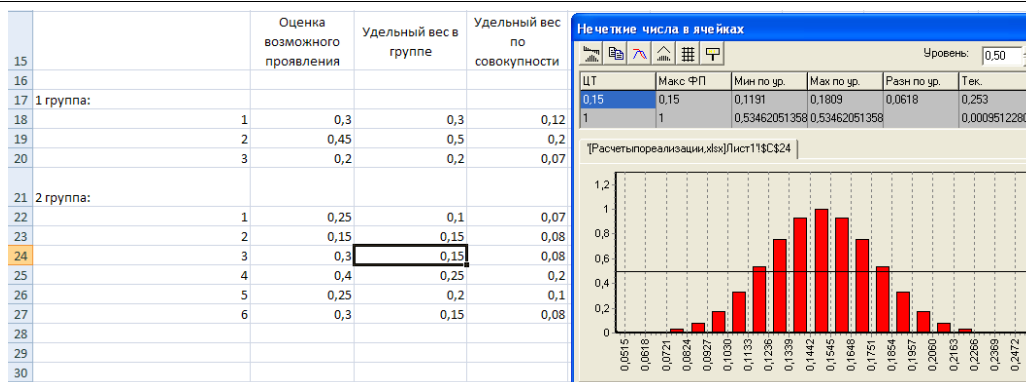 Оценка возможного проявления Удельный вес в группе Удельный вес по совокупности
15
16
17 1 группа:
18 1 0,3 0,3 0,12
19 2 0,45 0,5 0,2
20 3 0,2 0,2 0,07
21 2 группа:
22 1 0,25 0,1 0,07
23 2 0,15 0,15 0,08
24 3 0,3 0,15 0,08
25 4 0,4 0,25 0,2
26 5 0,25 0,2 0,1
27 6 0,3 0,15 0,08
28
29
30
Нечеткие числа в ячейках
Уровень: 0,50
ЦТ Макс ФП Мин по ур. Мах по ур. Разн по ур. Тек.
0,15 0,15 0,1191 0,1809 0,0618 0,253
1 1 0,53462051358 0,53462051358 0,0009512280
'[Расчетыпореализации,xlsx]Лист1'!$C$24
1,2
1
0,8
0,6
0,4
0,2
0
0,0515 0,0618 0,0721 0,0824 0,0927 0,1030 0,1133 0,1236 0,1339 0,1442 0,1545 0,1648 0,1751 0,1854 0,1957 0,2060 0,2163 0,2266 0,2369 0,2472